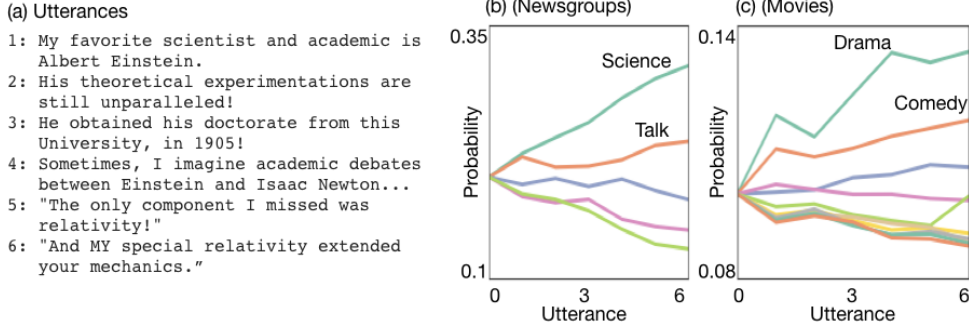 (a) Utterances
1: My favorite scientist and academic is
Albert Einstein.
2: His theoretical experimentations are
still unparalleled!
3: He obtained his doctorate from this
University, in 1905!
4: Sometimes, I imagine academic debates
between Einstein and Isaac Newton...
5: "The only component I missed was
relativity!"
6: "And MY special relativity extended
your mechanics.”
(b) (Newsgroups)
0.35
Science
Talk
Probability
0.1
0 3 6
Utterance
(c) (Movies)
0.14
Drama
Comedy
Probability
0.08
0 3 6
Utterance